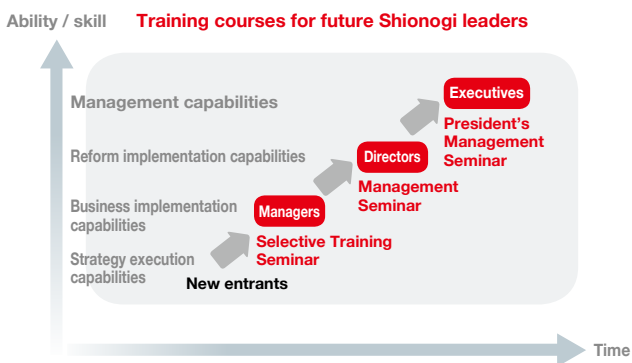 Ability / skill
Training courses for future Shionogi leaders
Executives
Management capabilities
President's
Management
Seminar
Reform implementation capabilities
Directors
Management
Seminar
Business implementation
capabilities
Managers
Selective Training
Seminar
Strategy execution
capabilities
New entrants
Time